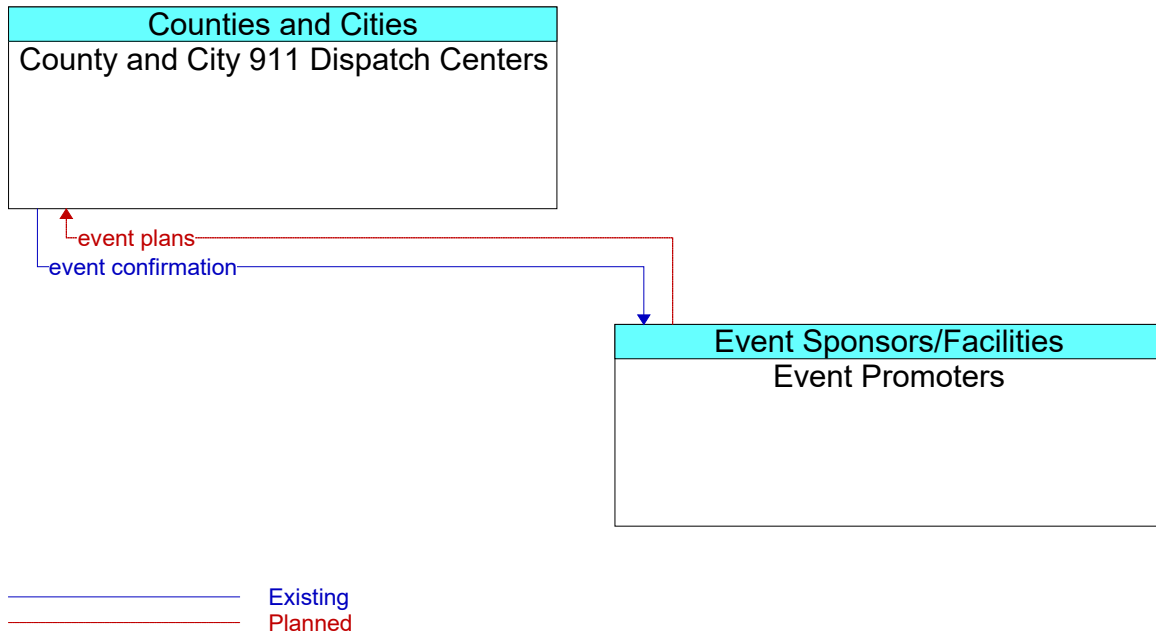 Counties and Cities
County and City 911 Dispatch Centers
event plans
event confirmation
Event Sponsors/Facilities
Event Promoters
Existing
Planned